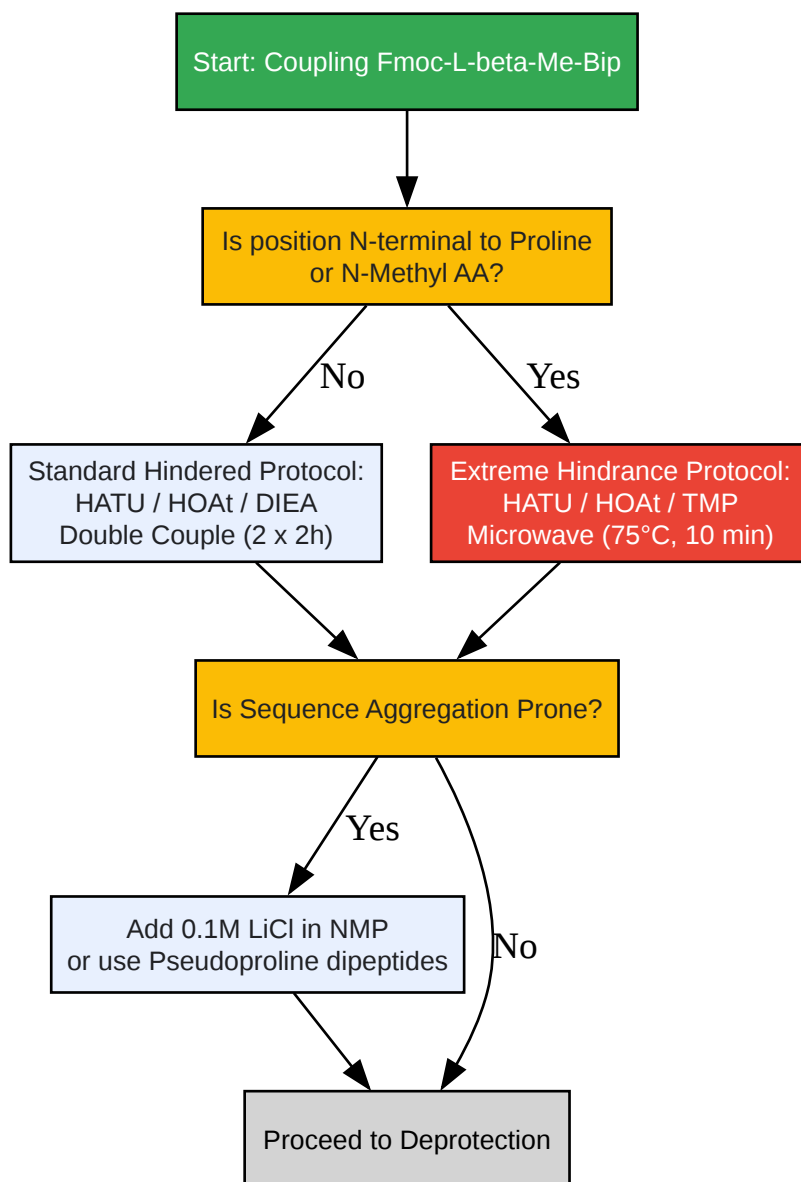 Start: Coupling Fmoc-L-beta-Me-Bip
Is position N-terminal to Proline
or N-Methyl AA?
No
Yes
Standard Hindered Protocol:
HATU / HOAt / DIEA
Double Couple (2 x 2h)
Extreme Hindrance Protocol:
HATU / HOAt / TMP
Microwave (75°C, 10 min)
Is Sequence Aggregation Prone?
Yes
Add 0.1M LiCl in NMP
or use Pseudoproline dipeptides
No
Proceed to Deprotection